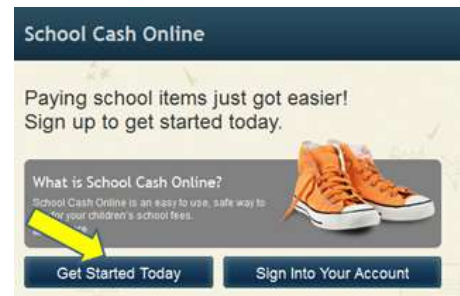 School Cash Online
Paying school items just got easier!
Sign up to get started today.
What is School Cash Online?
School Cash Online is an easy to use, safe way to
for your children's school fees.
Get Started Today
Sign Into Your Account